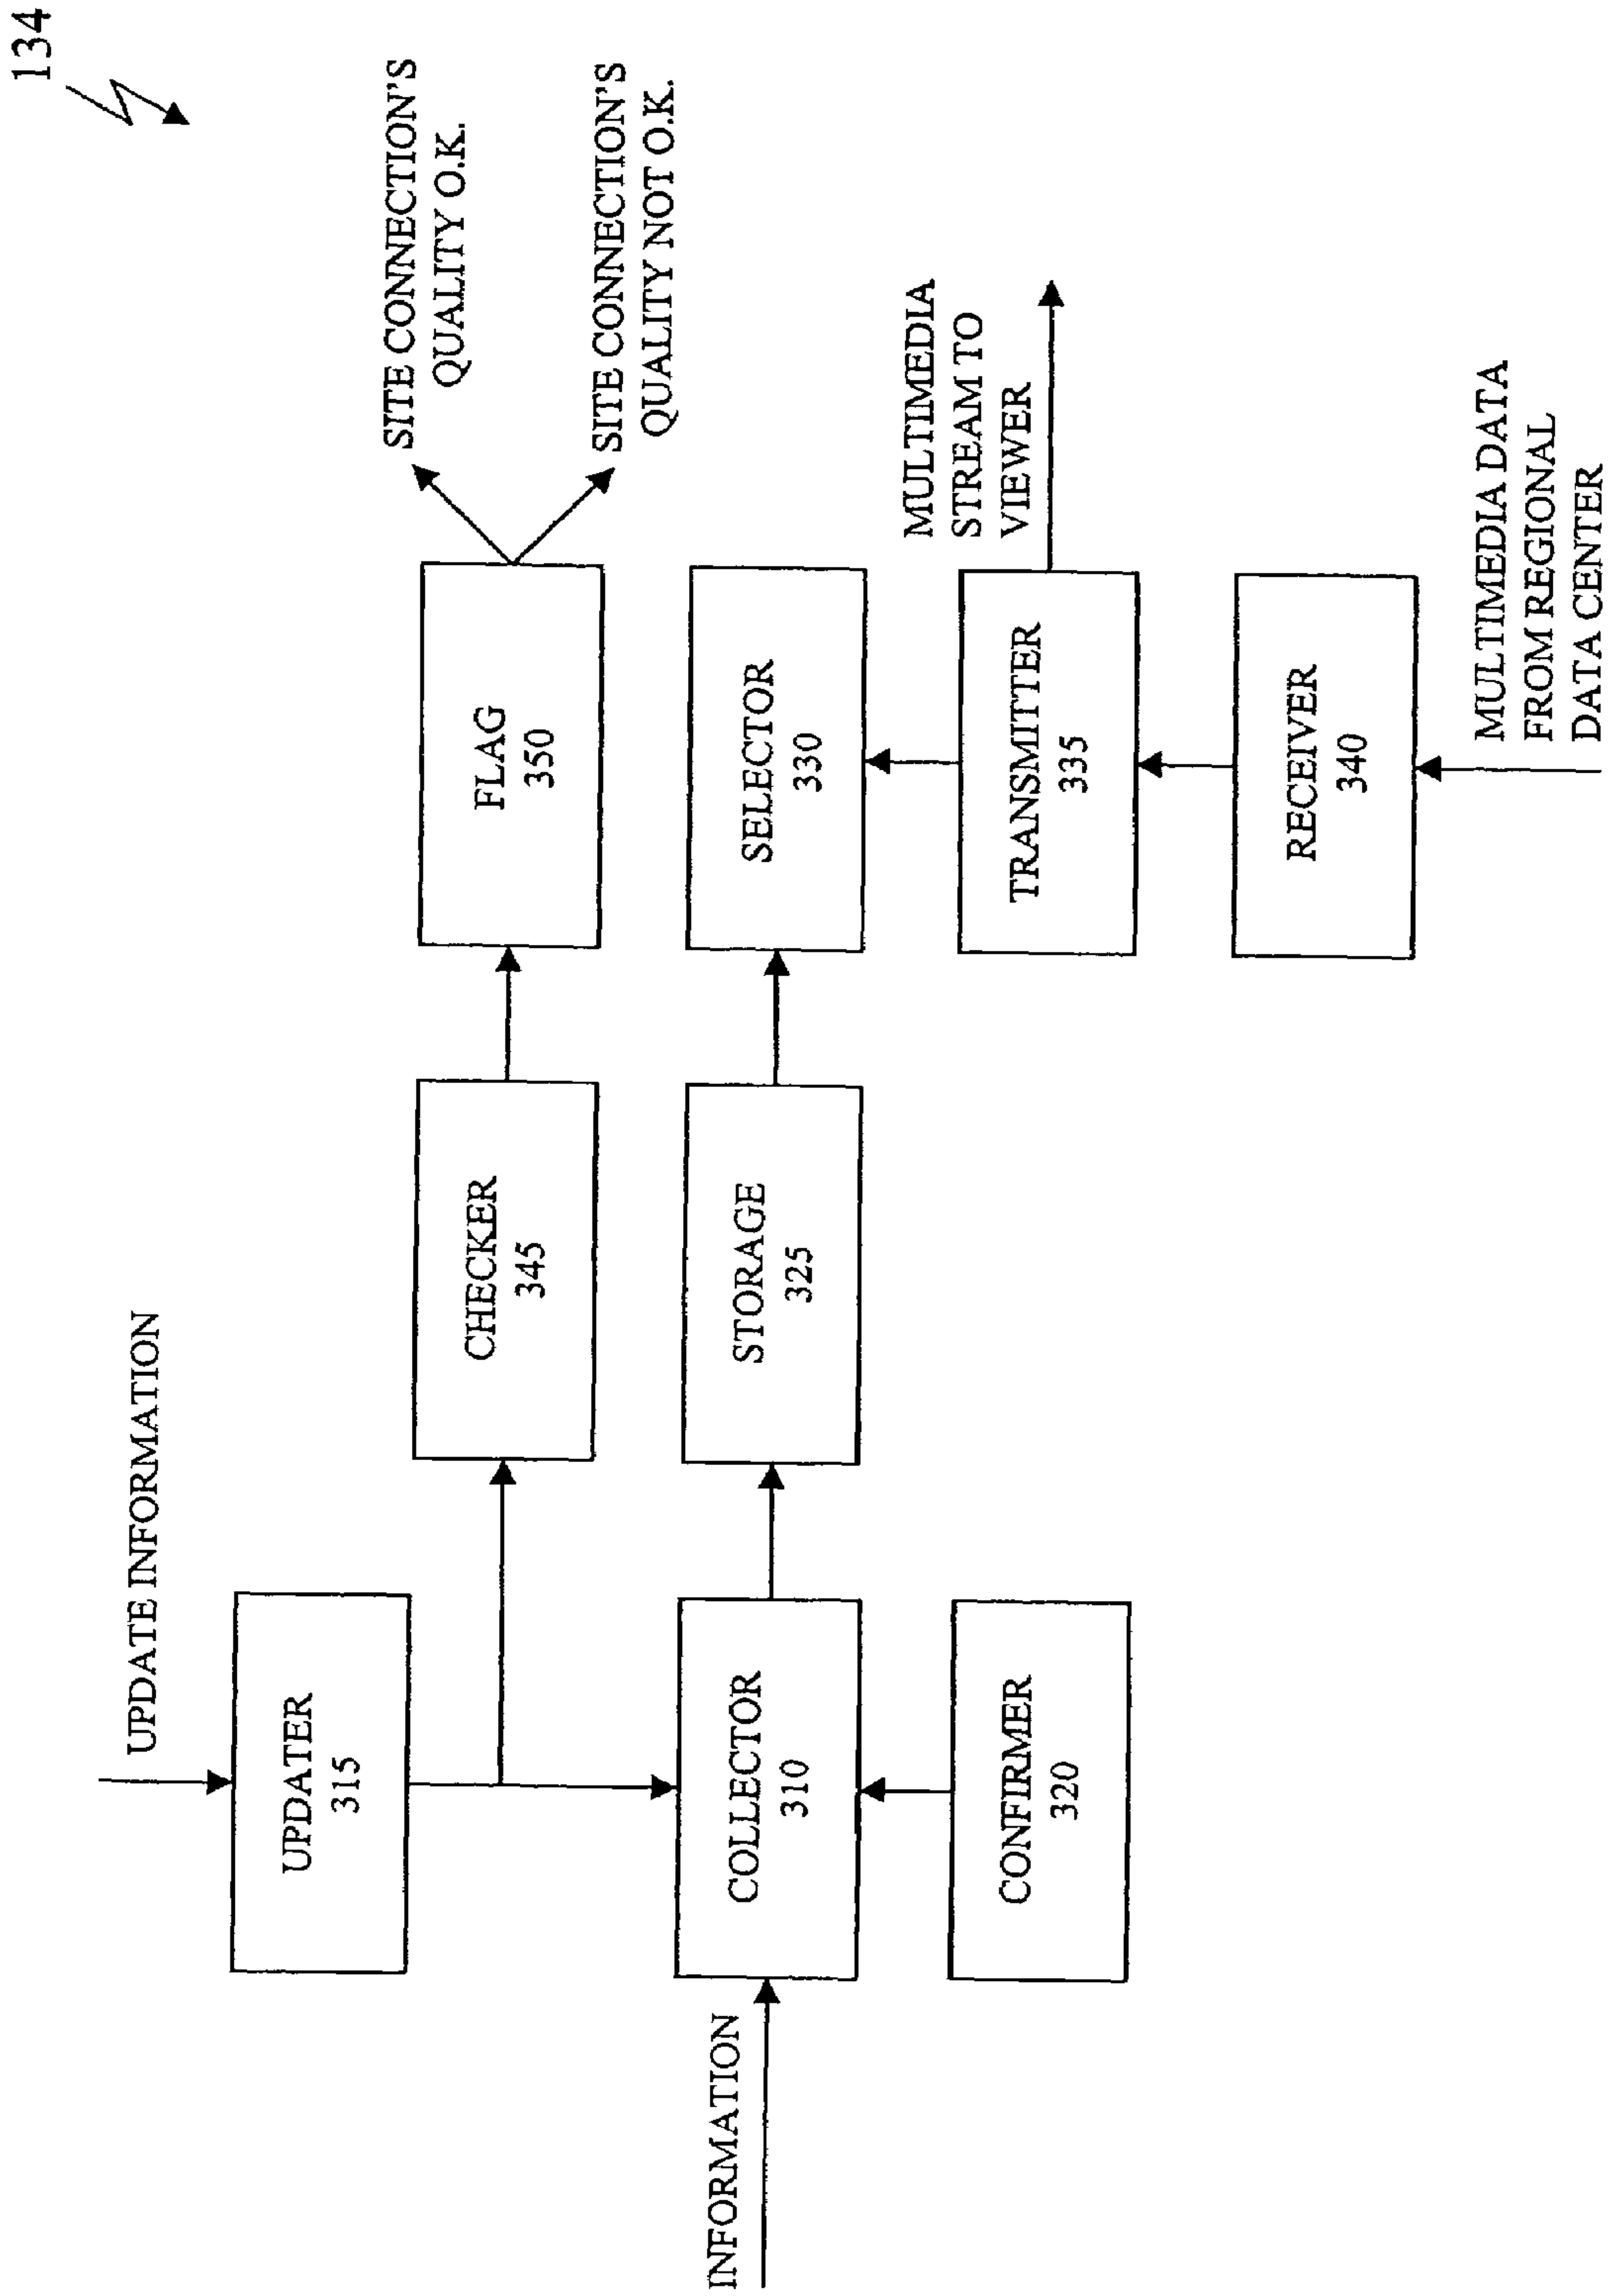 134
UPDATE INFORMATION
UPDATER
315
SITE CONNECTION'S
QUALITY O.K.
SITE CONNECTION'S
QUALITY NOT O.K.
CHECKER
345
FLAG
350
INFORMATION
COLLECTOR
310
STORAGE
325
SELECTOR
330
CONFIRMER
320
MULTIMEDIA
STREAM TO
VIEWER
TRANSMITTER
335
RECEIVER
340
MULTIMEDIA DATA
FROM REGIONAL
DATA CENTER